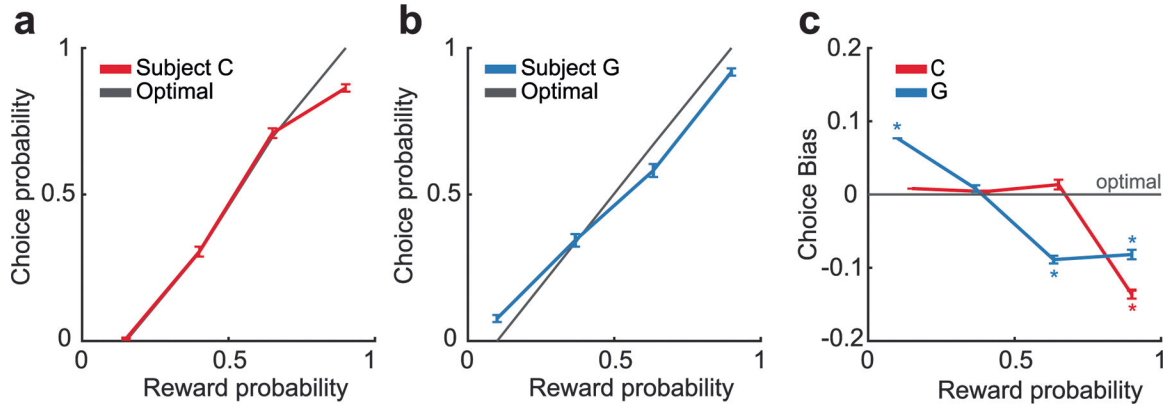 a
1
Subject C
Optimal
Choice probability
0.5
0
0
0.5
1
Reward probability
b
1
Subject G
Optimal
Choice probability
0.5
0
0
0.5
1
Reward probability
c
0.2
C
G
0.1
*
Choice Bias
optimal
0
*
-0.1
*
*
-0.2
0
0.5
1
Reward probability